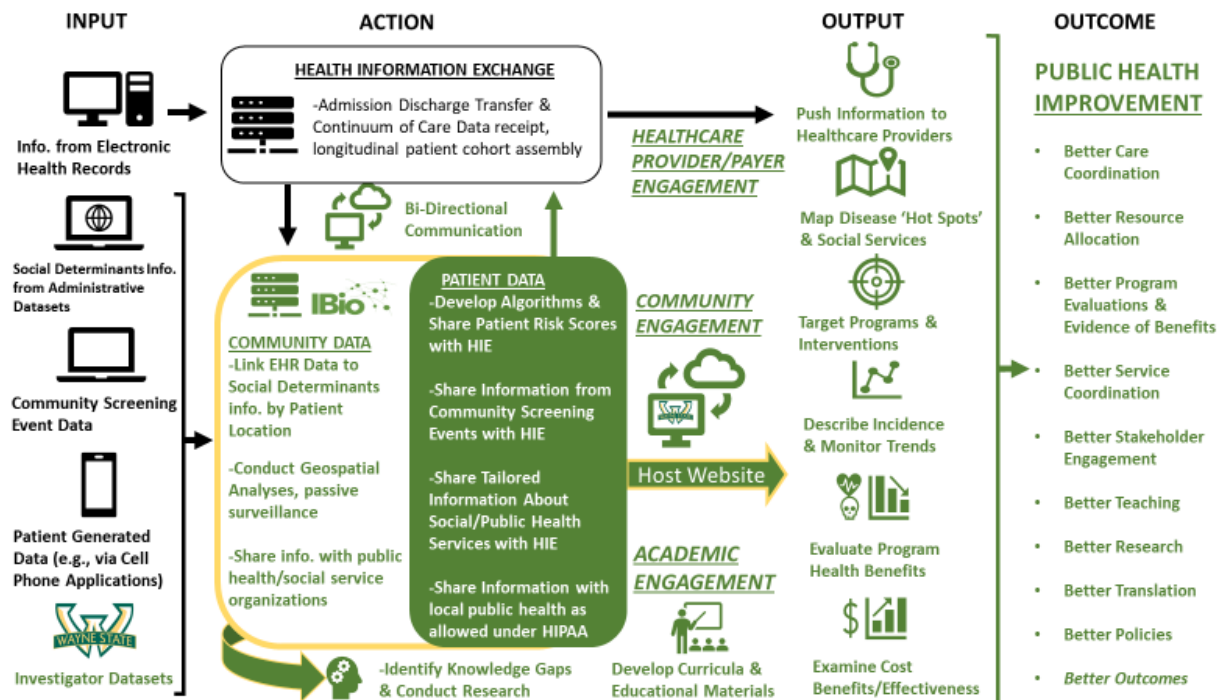 INPUT
ACTION
OUTPUT
OUTCOME
Info. from Electronic
Health Records
Social Determinants Info.
from Administrative
Datasets
Community Screening
Event Data
Patient Generated
Data (e.g., via Cell
Phone Applications)
WAYNE STATE
Investigator Datasets
HEALTH INFORMATION EXCHANGE
-Admission Discharge Transfer &
Continuum of Care Data receipt,
longitudinal patient cohort assembly
Bi-Directional
Communication
IBio
COMMUNITY DATA
-Link EHR Data to
Social Determinants
info. by Patient
Location
-Conduct Geospatial
Analyses, passive
surveillance
-Share info. with public
health/social service
organizations
PATIENT DATA
-Develop Algorithms &
Share Patient Risk Scores
with HIE
-Share Information from
Community Screening
Events with HIE
-Share Tailored
Information About
Social/Public Health
Services with HIE
-Share Information with
local public health as
allowed under HIPAA
-Identify Knowledge Gaps
& Conduct Research
HEALTHCARE
PROVIDER/PAYER
ENGAGEMENT
COMMUNITY
ENGAGEMENT
WAYNE STATE
Host Website
ACADEMIC
ENGAGEMENT
Develop Curricula &
Educational Materials
Push Information to
Healthcare Providers
Map Disease ‘Hot Spots’
& Social Services
Target Programs &
Interventions
Describe Incidence
& Monitor Trends
Evaluate Program
Health Benefits
$
Examine Cost
Benefits/Effectiveness
PUBLIC HEALTH
IMPROVEMENT
• Better Care
Coordination
• Better Resource
Allocation
• Better Program
Evaluations &
Evidence of Benefits
• Better Service
Coordination
• Better Stakeholder
Engagement
• Better Teaching
• Better Research
• Better Translation
• Better Policies
• Better Outcomes